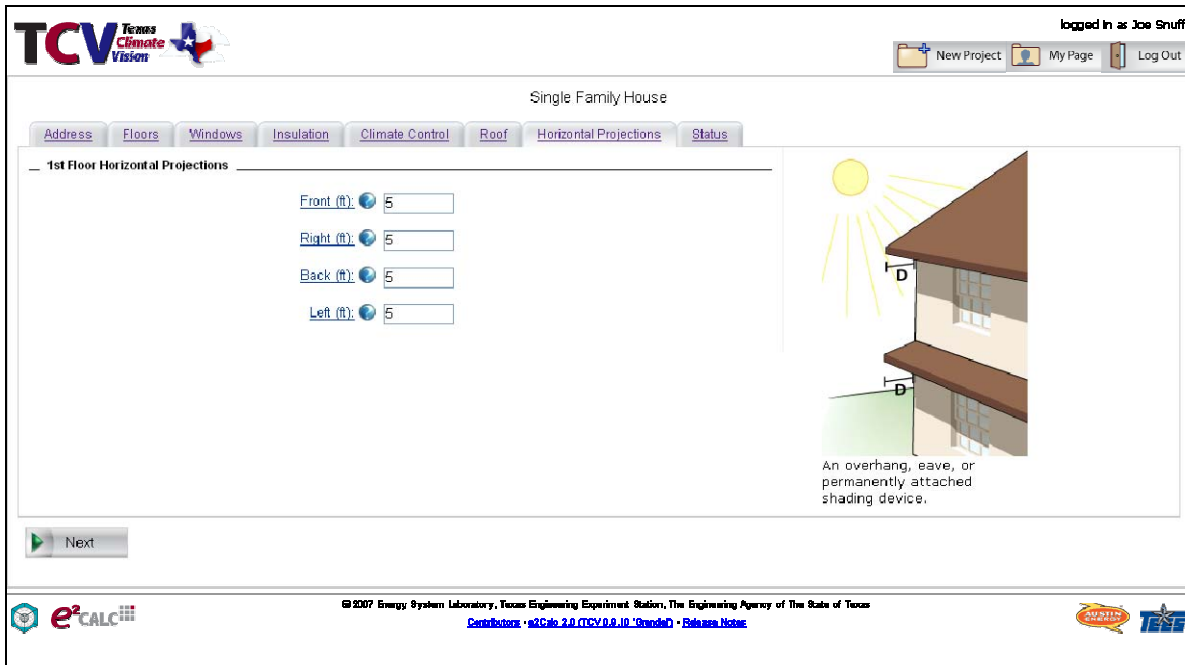 TCV Texas Climate Vision
logged in as Joe Snuff
New Project
My Page
Log Out
Single Family House
Address
Floors
Windows
Insulation
Climate Control
Roof
Horizontal Projections
Status
1st Floor Horizontal Projections
Front (ft): 5
Right (ft): 5
Back (ft): 5
Left (ft): 5
D
D
An overhang, eave, or
permanently attached
shading device.
Next
e2CALC
© 2007 Energy System Laboratory, Texas Engineering Experiment Station, The Engineering Agency of The State of Texas
Contributors • e2Calc 2.0 (TCV 0.9.10 'Grendel') • Release Notes
AUSTIN ENERGY
TEES